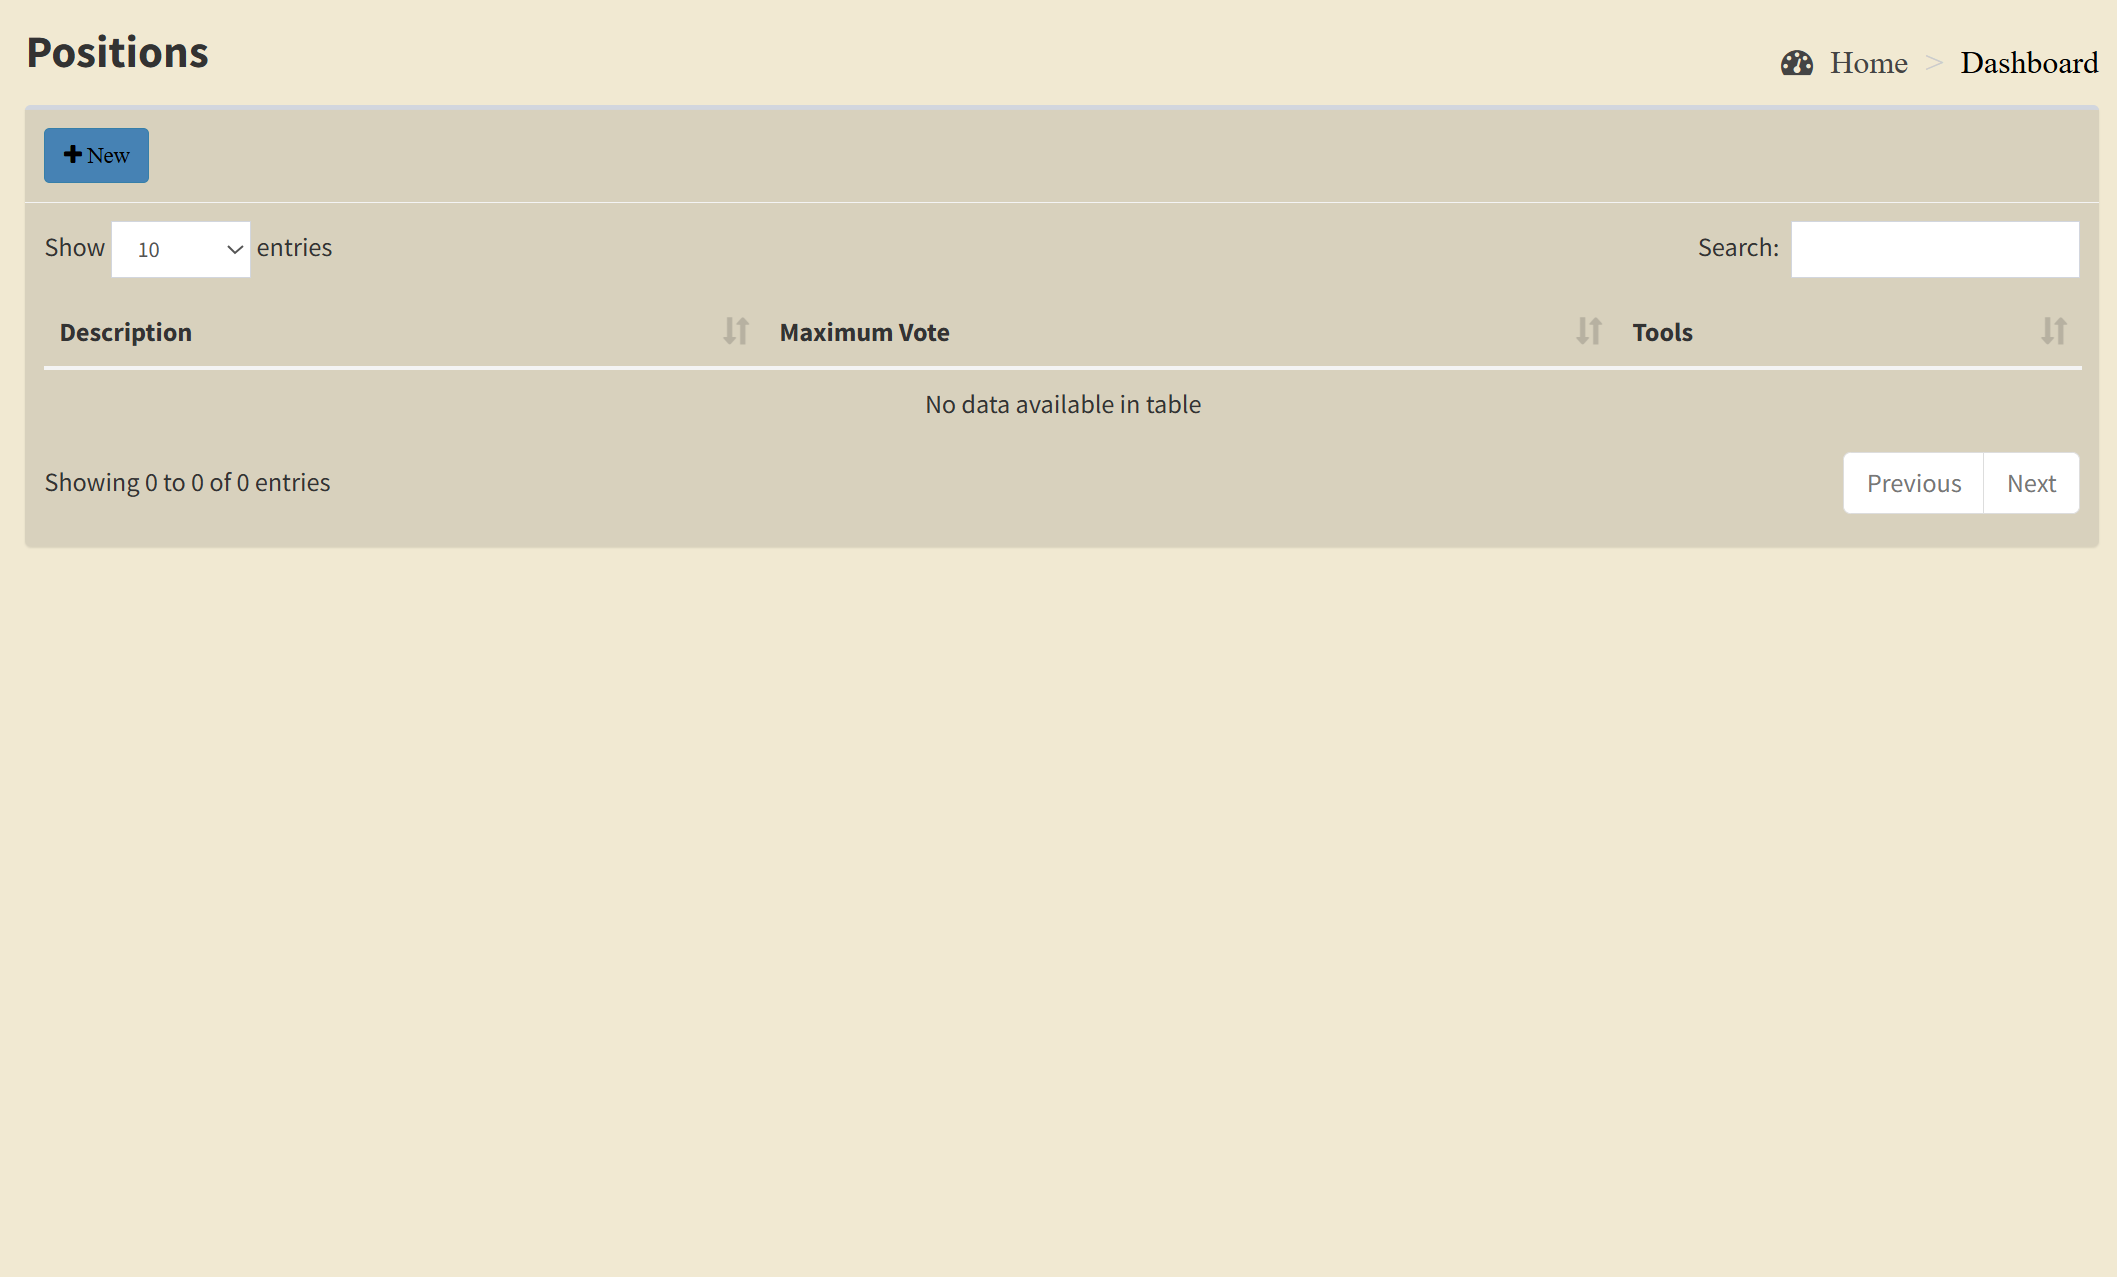 Positions
Home > Dashboard
New
Show 10 entries
Search:
Description Maximum Vote Tools
No data available in table
Showing 0 to 0 of 0 entries
Previous Next